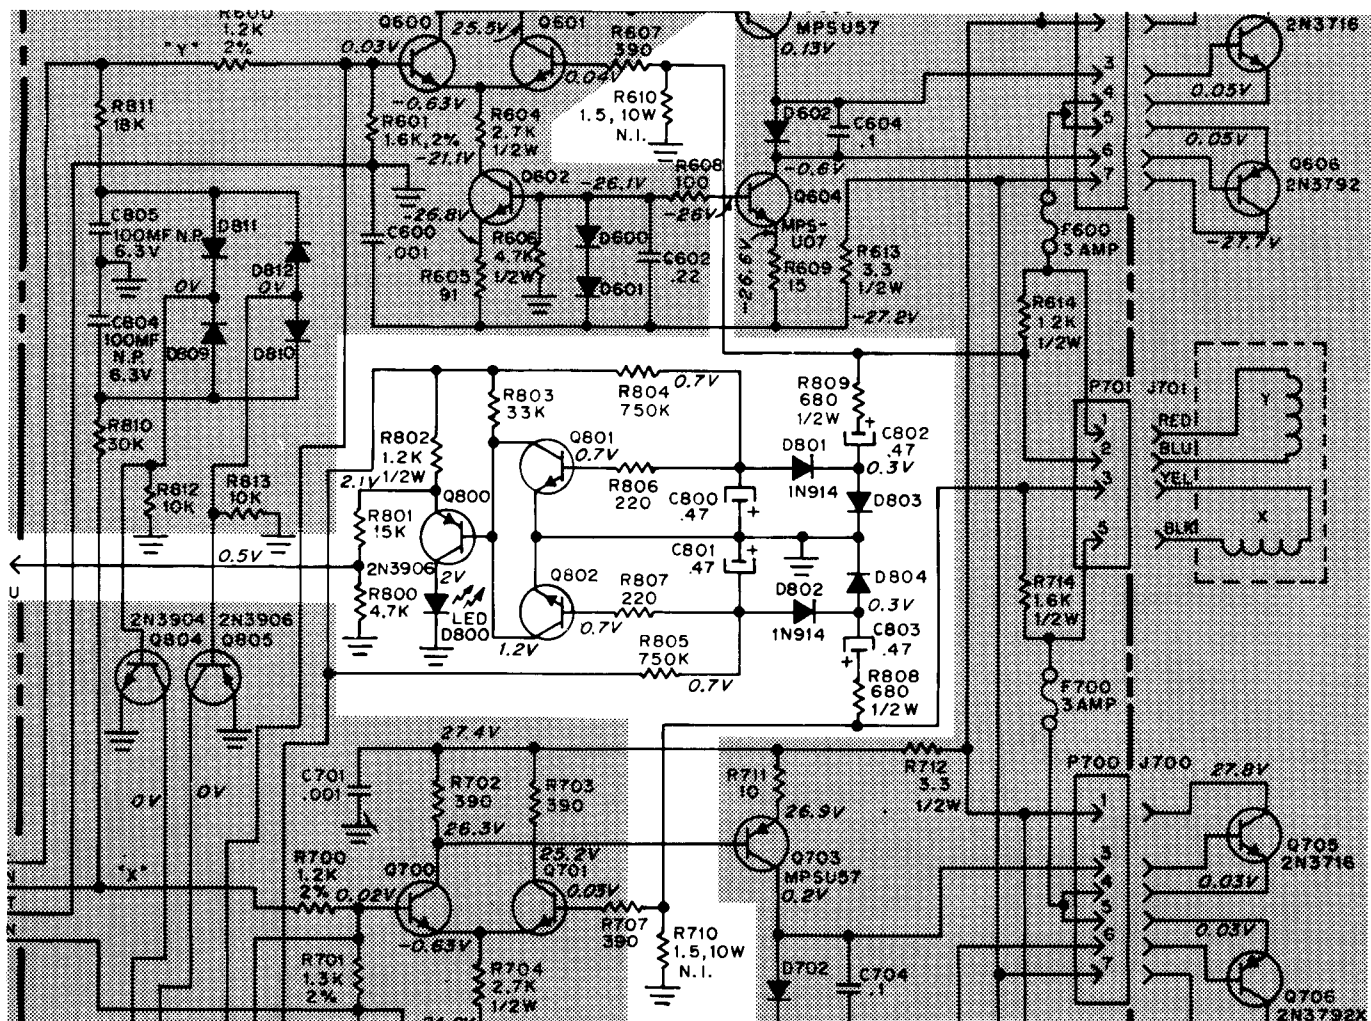 R600
1.2K
2%
"Y"
0.03V
Q600
25.5V
Q601
R607
390
0.04V
MPSU57
0.13V
2N3716
3
4
5
6
7
0.05V
0.05V
Q606
2N3792
-27.7V
R811
18K
-0.63V
R601
1.6K, 2%
-21.1V
R604
2.7K
1/2W
R610
1.5, 10W
N.I.
D602
C604
.1
-0.6V
Q602
-26.1V
R608
100
-26V
Q604
MPS-
U07
C805
100MF N.P.
6.3V
D811
D812
0V
0V
C804
100MF
N.P.
6.3V
D809
D810
C600
.001
-26.8V
R605
91
R606
4.7K
1/2W
D600
D601
C602
.22
-26.6V
R609
15
R613
3.3
1/2W
-27.2V
F600
3 AMP
R614
1.2K
1/2W
P701
J701
1
2
3
5
RED
BLU
YEL
BLK
Y
X
R810
30K
R812
10K
R813
10K
R803
33K
R804
750K
0.7V
R809
680
1/2W
C802
.47
0.3V
R802
1.2K
1/2W
2.1V
Q801
0.7V
R806
220
D801
1N914
D803
Q800
2N3906
2V
R801
15K
C800
.47
C801
.47
0.5V
U
R800
4.7K
LED
D800
1.2V
Q802
0.7V
R807
220
D802
1N914
D804
0.3V
C803
.47
R805
750K
0.7V
R808
680
1/2W
R714
1.6K
1/2W
F700
3 AMP
2N3904
Q804
2N3906
Q805
0V
0V
27.4V
C701
.001
R702
390
26.3V
R703
390
25.2V
R711
10
26.9V
R712
3.3
1/2W
P700
J700
1
3
4
5
6
7
27.8V
Q705
2N3716
0.03V
0.03V
Q706
2N3792X
Q703
MPSU57
0.2V
N
T
N
"X"
R700
1.2K
2%
0.02V
Q700
Q701
0.03V
R707
390
-0.63V
R701
1.3K
2%
R704
2.7K
1/2W
R710
1.5, 10W
N.I.
D702
C704
.1